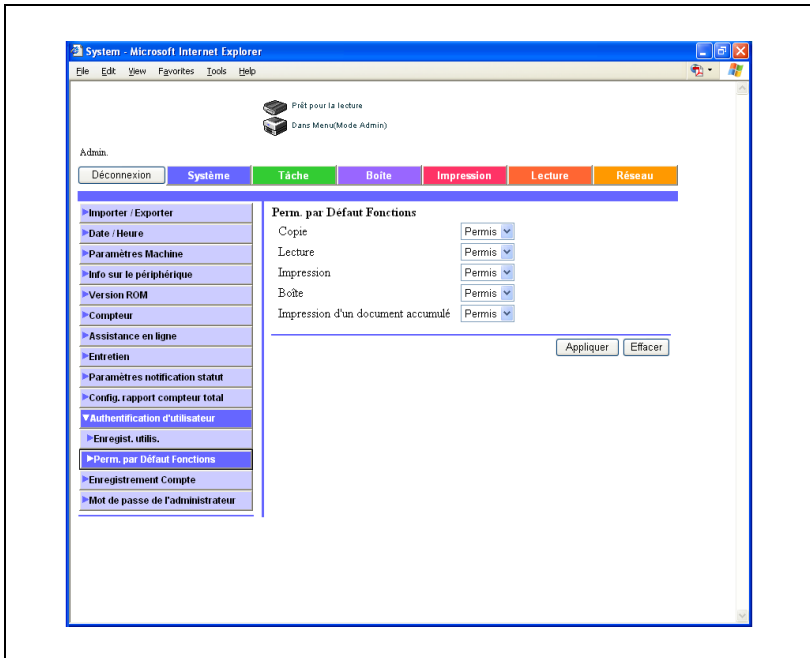 System - Microsoft Internet Explorer
File Edit View Favorites Tools Help
Prêt pour la lecture
Dans Menu(Mode Admin)
Admin.
Déconnexion Système Tâche Boîte Impression Lecture Réseau
Importer / Exporter
Date / Heure
Paramètres Machine
Info sur le périphérique
Version ROM
Compteur
Assistance en ligne
Entretien
Paramètres notification statut
Config. rapport compteur total
Authentification d'utilisateur
Enregist. utilis.
Perm. par Défaut Fonctions
Enregistrement Compte
Mot de passe de l'administrateur
Perm. par Défaut Fonctions
Copie Permis
Lecture Permis
Impression Permis
Boîte Permis
Impression d'un document accumulé Permis
Appliquer Effacer